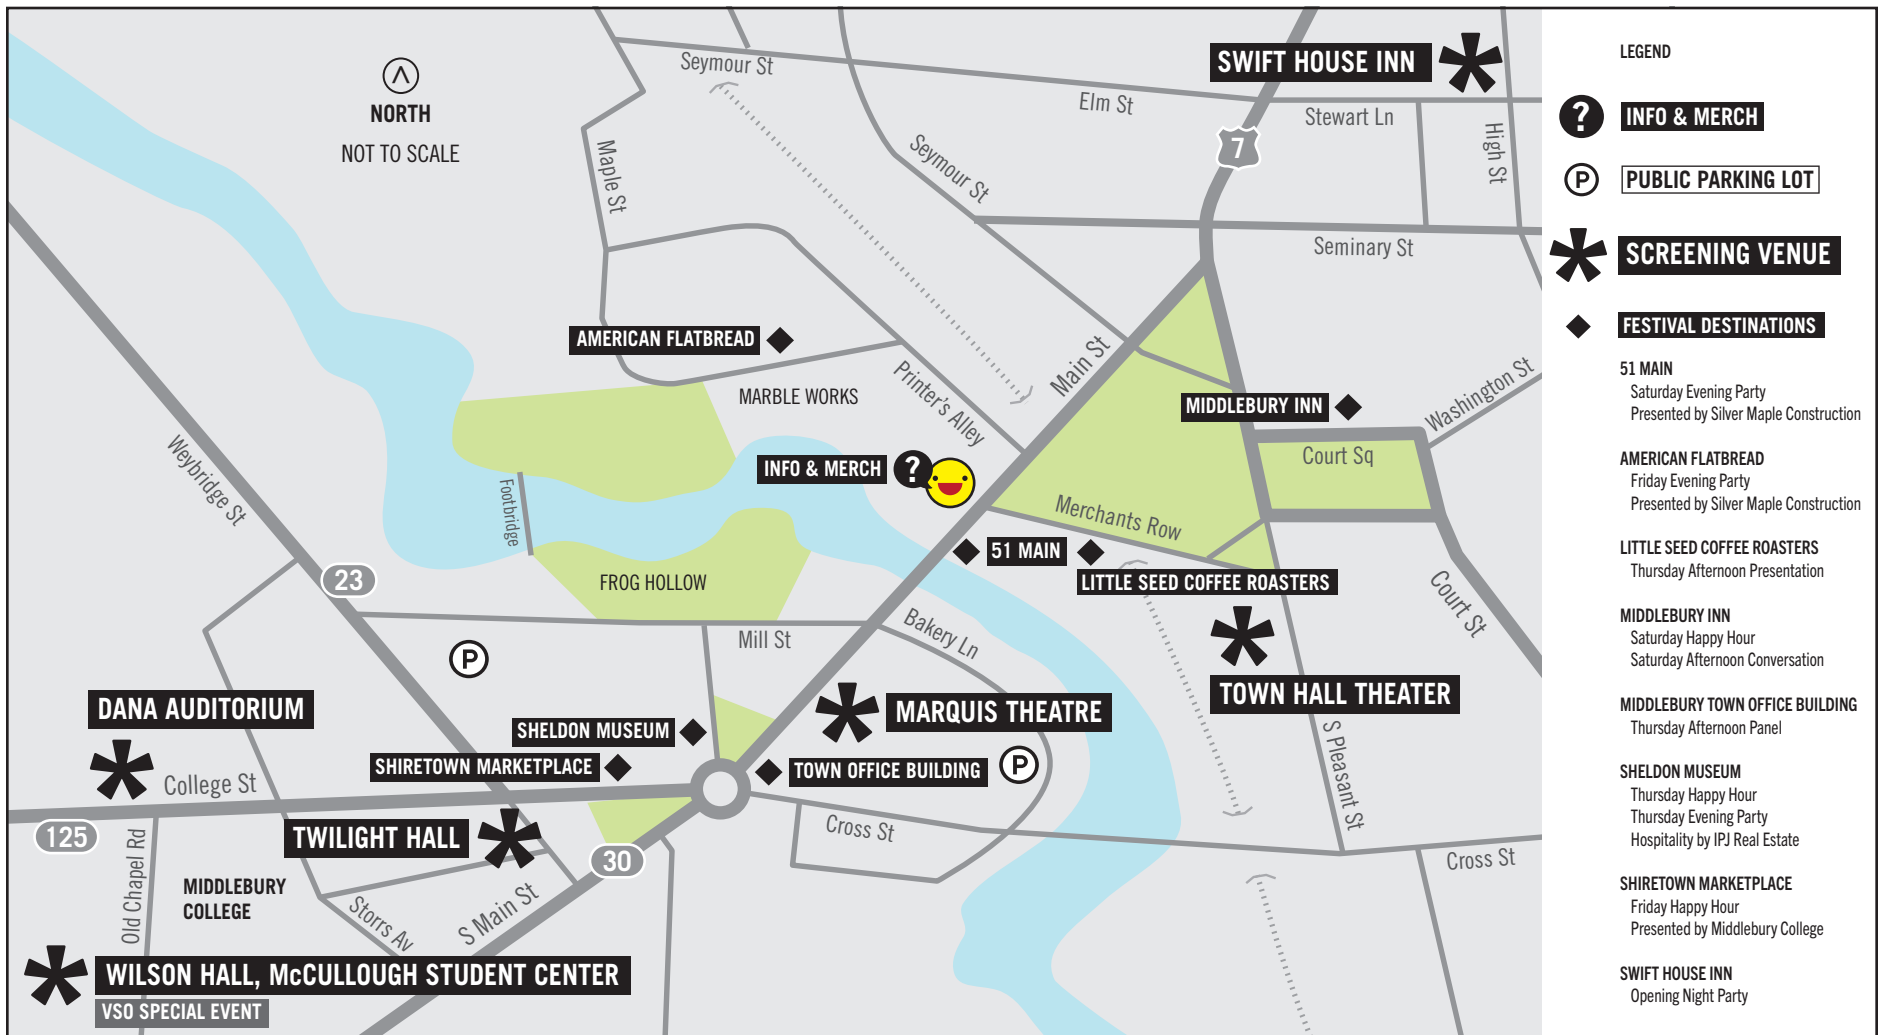 NORTH
NOT TO SCALE
Seymour St
SWIFT HOUSE INN
Elm St
Stewart Ln
7
High St
Maple St
Seymour St
Seminary St
AMERICAN FLATBREAD
Main St
MARBLE WORKS
Printer's Alley
MIDDLEBURY INN
Washington St
Court Sq
Weybridge St
INFO & MERCH
?
Footbridge
Merchants Row
51 MAIN
LITTLE SEED COFFEE ROASTERS
23
FROG HOLLOW
Court St
Mill St
Bakery Ln
P
DANA AUDITORIUM
SHELDON MUSEUM
MARQUIS THEATRE
TOWN HALL THEATER
SHIRETOWN MARKETPLACE
TOWN OFFICE BUILDING
P
S Pleasant St
College St
125
Old Chapel Rd
TWILIGHT HALL
30
Cross St
Cross St
MIDDLEBURY
COLLEGE
Storrs Av
S Main St
WILSON HALL, McCULLOUGH STUDENT CENTER
VSO SPECIAL EVENT
LEGEND
?
INFO & MERCH
P
PUBLIC PARKING LOT
SCREENING VENUE
FESTIVAL DESTINATIONS
51 MAIN
Saturday Evening Party
Presented by Silver Maple Construction
AMERICAN FLATBREAD
Friday Evening Party
Presented by Silver Maple Construction
LITTLE SEED COFFEE ROASTERS
Thursday Afternoon Presentation
MIDDLEBURY INN
Saturday Happy Hour
Saturday Afternoon Conversation
MIDDLEBURY TOWN OFFICE BUILDING
Thursday Afternoon Panel
SHELDON MUSEUM
Thursday Happy Hour
Thursday Evening Party
Hospitality by IPJ Real Estate
SHIRETOWN MARKETPLACE
Friday Happy Hour
Presented by Middlebury College
SWIFT HOUSE INN
Opening Night Party